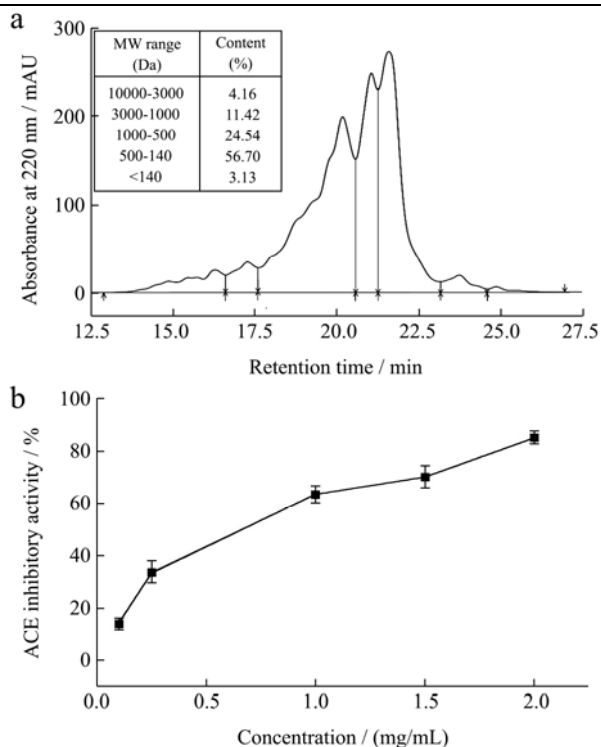 a
300
200
100
0
Absorbance at 220 nm / mAU
MW range Content
(Da) (%)
10000-3000 4.16
3000-1000 11.42
1000-500 24.54
500-140 56.70
<140 3.13
12.5 15.0 17.5 20.0 22.5 25.0 27.5
Retention time / min
b
100
80
60
40
20
0
ACE inhibitory activity / %
0.0 0.5 1.0 1.5 2.0
Concentration / (mg/mL)